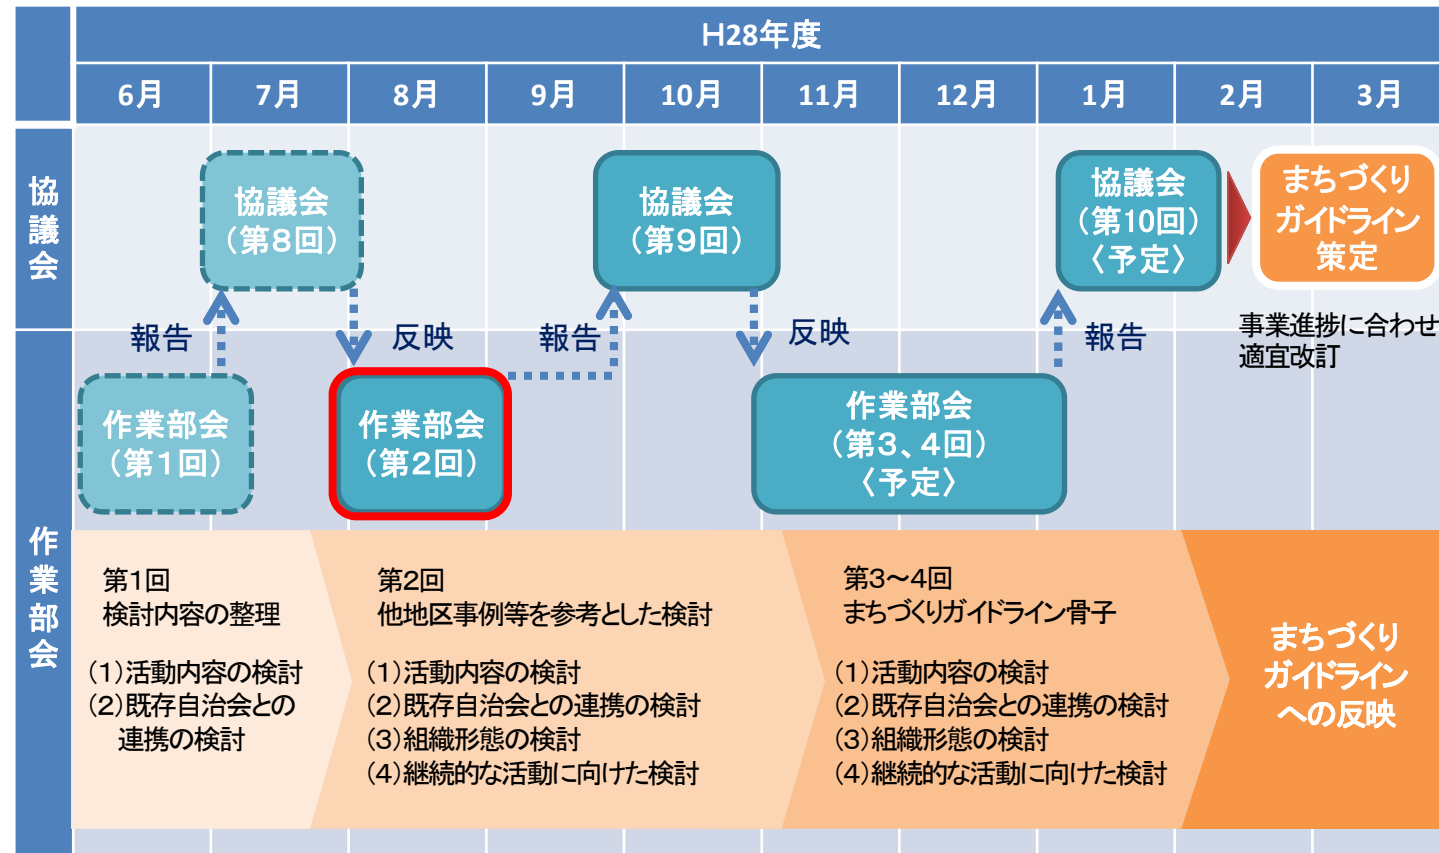 H28年度
6月
7月
8月
9月
10月
11月
12月
1月
2月
3月
協議会
協議会
(第8回)
協議会
(第9回)
協議会
(第10回)
〈予定〉
まちづくり
ガイドライン
策定
事業進捗に合わせ
適宜改訂
報告
反映
報告
反映
報告
作業部会
作業部会
(第1回)
作業部会
(第2回)
作業部会
(第3、4回)
〈予定〉
第1回
検討内容の整理
(1)活動内容の検討
(2)既存自治会との
連携の検討
第2回
他地区事例等を参考とした検討
(1)活動内容の検討
(2)既存自治会との連携の検討
(3)組織形態の検討
(4)継続的な活動に向けた検討
第3～4回
まちづくりガイドライン骨子
(1)活動内容の検討
(2)既存自治会との連携の検討
(3)組織形態の検討
(4)継続的な活動に向けた検討
まちづくり
ガイドライン
への反映